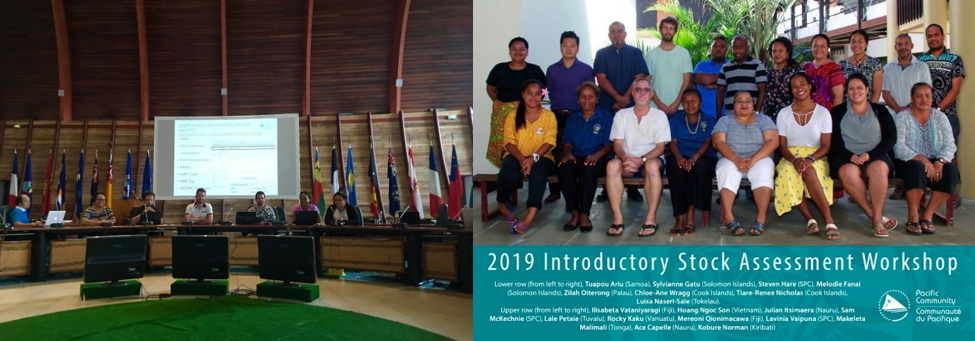 2019 Introductory Stock Assessment Workshop
Lower row (from left to right), Tuapou Ariu (Samoa), Sylvianne Gatu (Solomon Islands), Steven Hare (SPC), Melodie Fanai
(Solomon Islands), Zilah Oiterong (Palau), Chloe-Ane Wragg (Cook Islands), Tiare-Renee Nicholas (Cook Islands),
Luisa Naseri-Sale (Tokelau).
Upper row (from left to right), Ilisabeta Vataniyaragi (Fiji), Hoang Ngoc Son (Vietnam), Julian Itsimaera (Nauru), Sam
McKechnie (SPC), Lale Petaia (Tuvalu), Rocky Kaku (Vanuatu), Mereoni Qionimacawa (Fiji), Lavinia Vaipuna (SPC), Makeleta
Malimali (Tonga), Ace Capelle (Nauru), Kobure Norman (Kiribati)
Pacific
Community
Communauté
du Pacifique